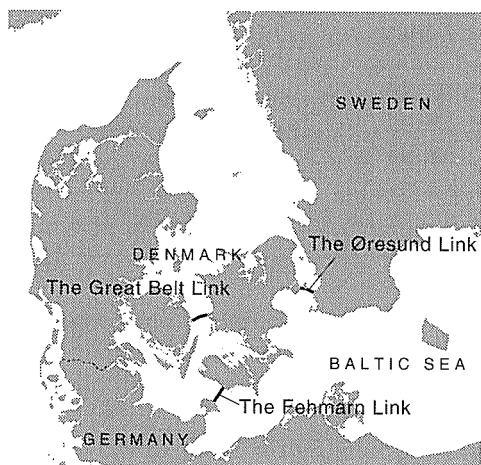 SWEDEN
The Øresund Link
DENMARK
The Great Belt Link
BALTIC SEA
The Fehmarn Link
GERMANY